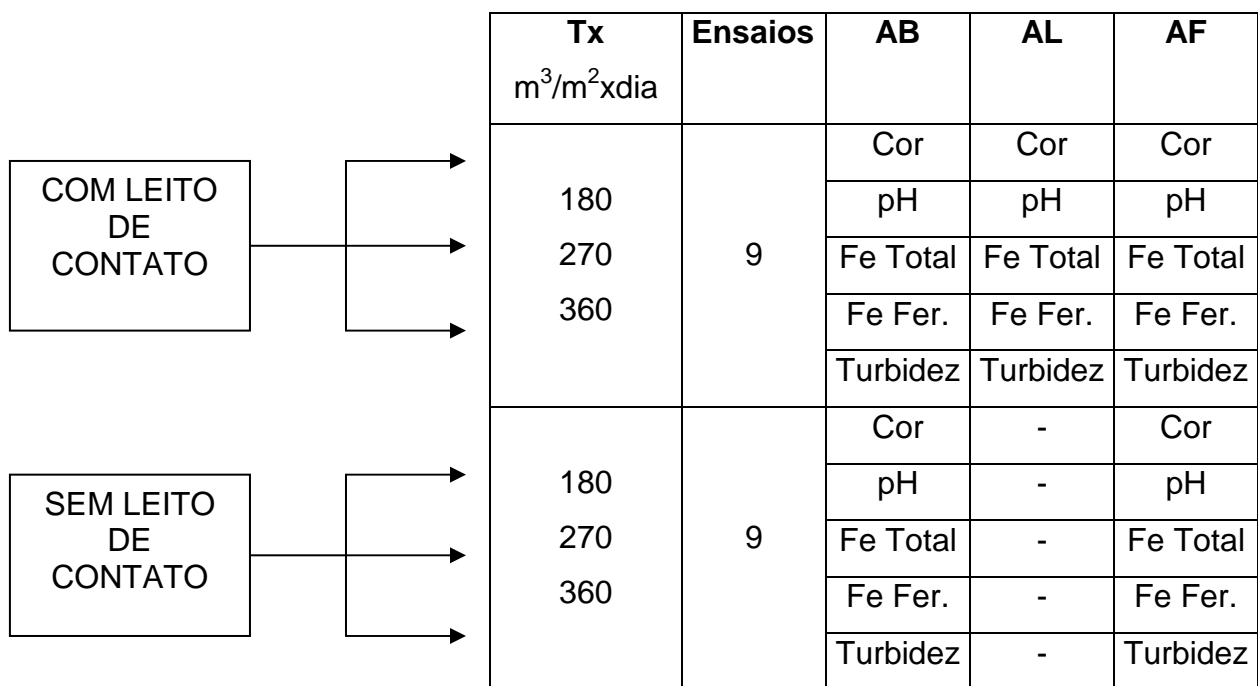 Tx Ensaios AB AL AF
m³/m²xdia
COM LEITO
DE
CONTATO
180
270
360
9
Cor Cor Cor
pH pH pH
Fe Total Fe Total Fe Total
Fe Fer. Fe Fer. Fe Fer.
Turbidez Turbidez Turbidez
SEM LEITO
DE
CONTATO
180
270
360
9
Cor - Cor
pH - pH
Fe Total - Fe Total
Fe Fer. - Fe Fer.
Turbidez - Turbidez